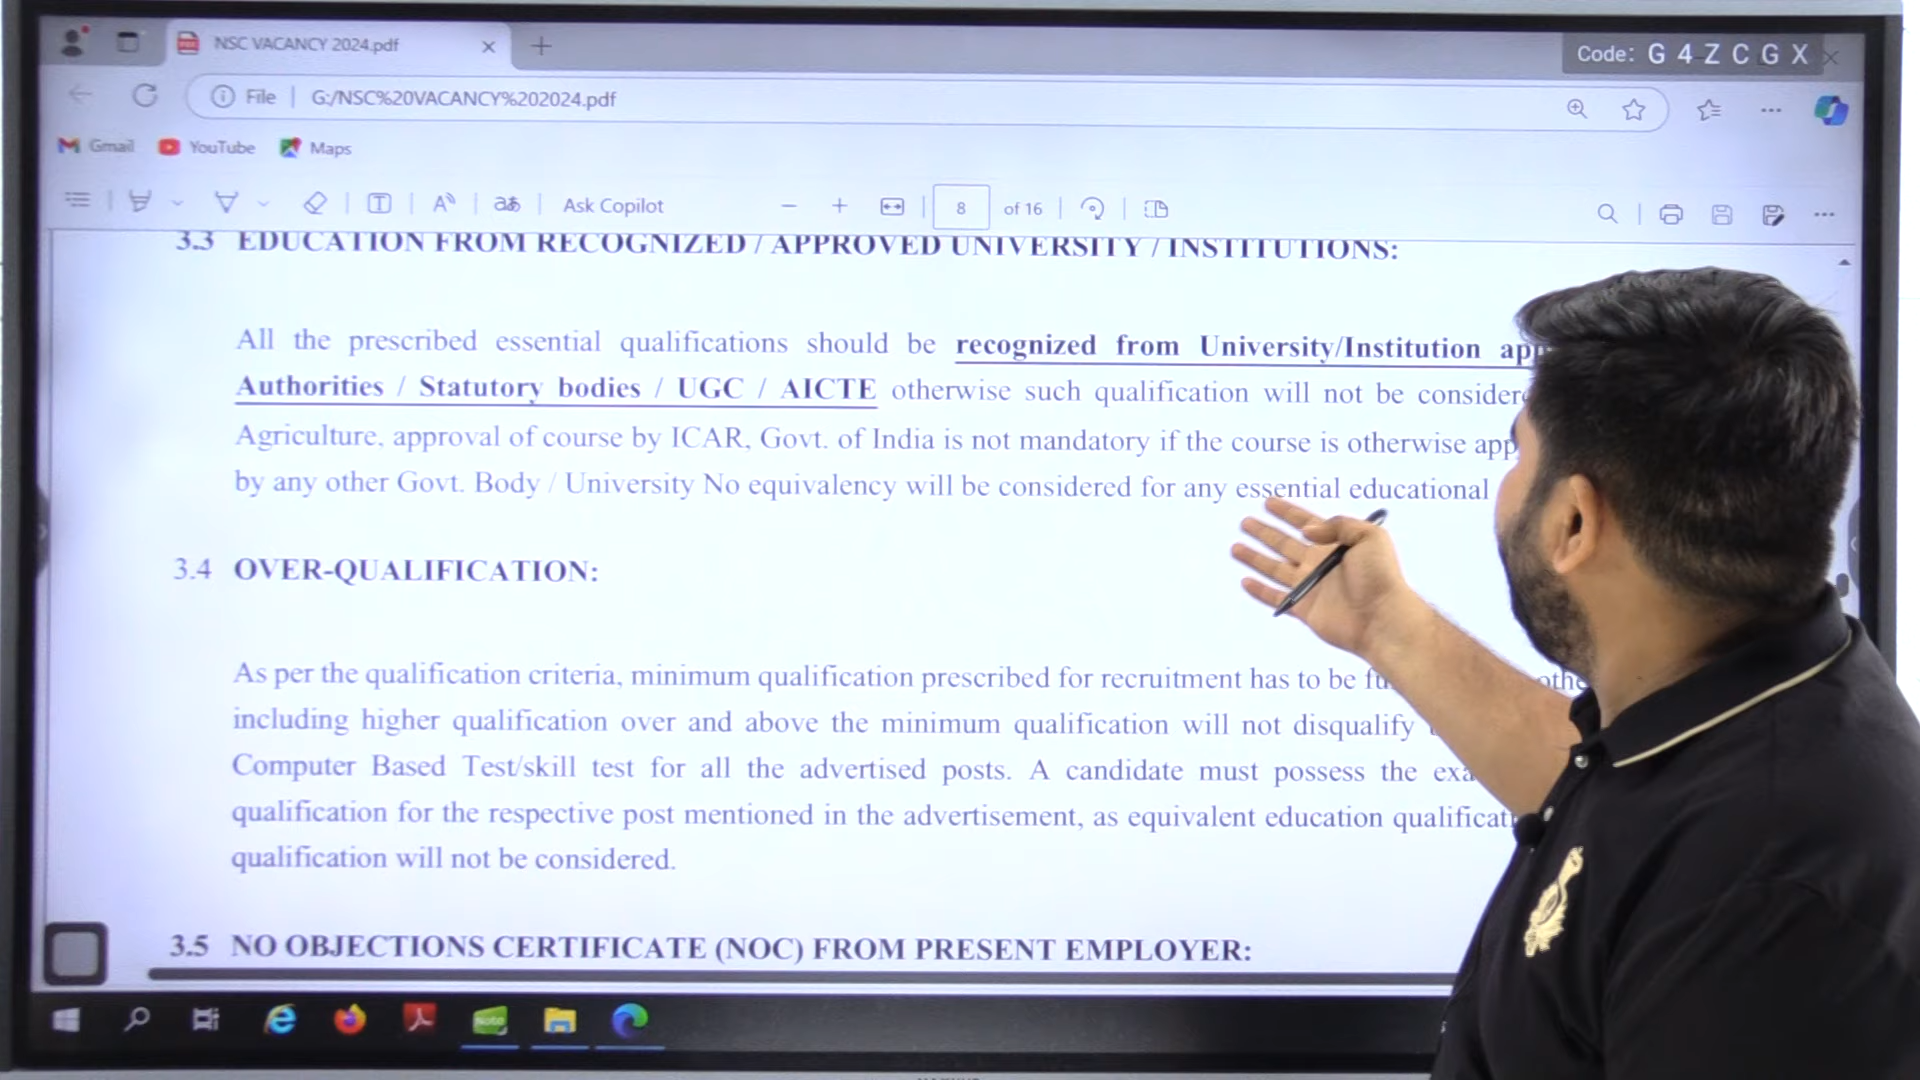 NSC VACANCY 2024.pdf
Code: G 4 Z C G X
File G:/NSC%20VACANCY%202024.pdf
Gmail YouTube Maps
Ask Copilot 8 of 16
3.3 EDUCATION FROM RECOGNIZED / APPROVED UNIVERSITY / INSTITUTIONS:
All the prescribed essential qualifications should be recognized from University/Institution
Authorities / Statutory bodies / UGC / AICTE otherwise such qualification will not be
Agriculture, approval of course by ICAR, Govt. of India is not mandatory if the course is otherwise
by any other Govt. Body / University No equivalency will be considered for any essential educational
3.4 OVER-QUALIFICATION:
As per the qualification criteria, minimum qualification prescribed for recruitment has to be
including higher qualification over and above the minimum qualification will not disqualify
Computer Based Test/skill test for all the advertised posts. A candidate must possess the
qualification for the respective post mentioned in the advertisement, as equivalent education
qualification will not be considered.
3.5 NO OBJECTIONS CERTIFICATE (NOC) FROM PRESENT EMPLOYER:
Note